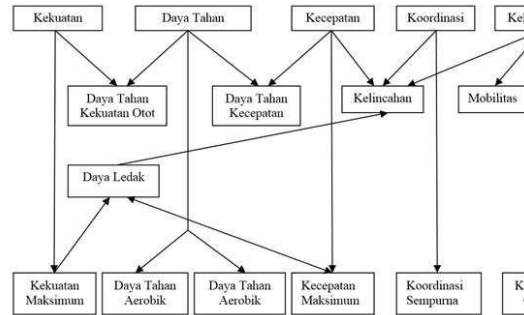 Kekuatan
Daya Tahan
Kecepatan
Koordinasi
Daya Tahan
Kekuatan Otot
Daya Tahan
Kecepatan
Kelincahan
Mobilitas
Daya Ledak
Kekuatan
Maksimum
Daya Tahan
Aerobik
Daya Tahan
Aerobik
Kecepatan
Maksimum
Koordinasi
Sempurna